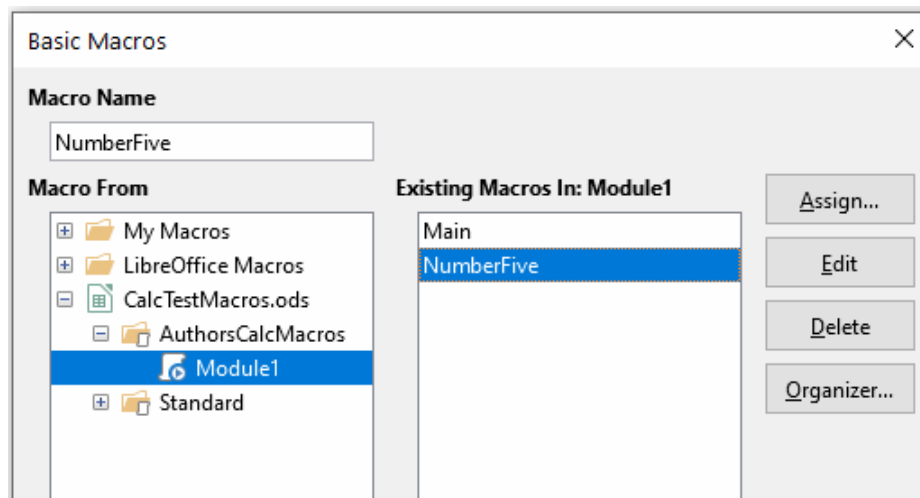 Basic Macros
Macro Name
NumberFive
Macro From
My Macros
LibreOffice Macros
CalcTestMacros.ods
AuthorsCalcMacros
Module1
Standard
Existing Macros In: Module1
Main
NumberFive
Assign...
Edit
Delete
Organizer...